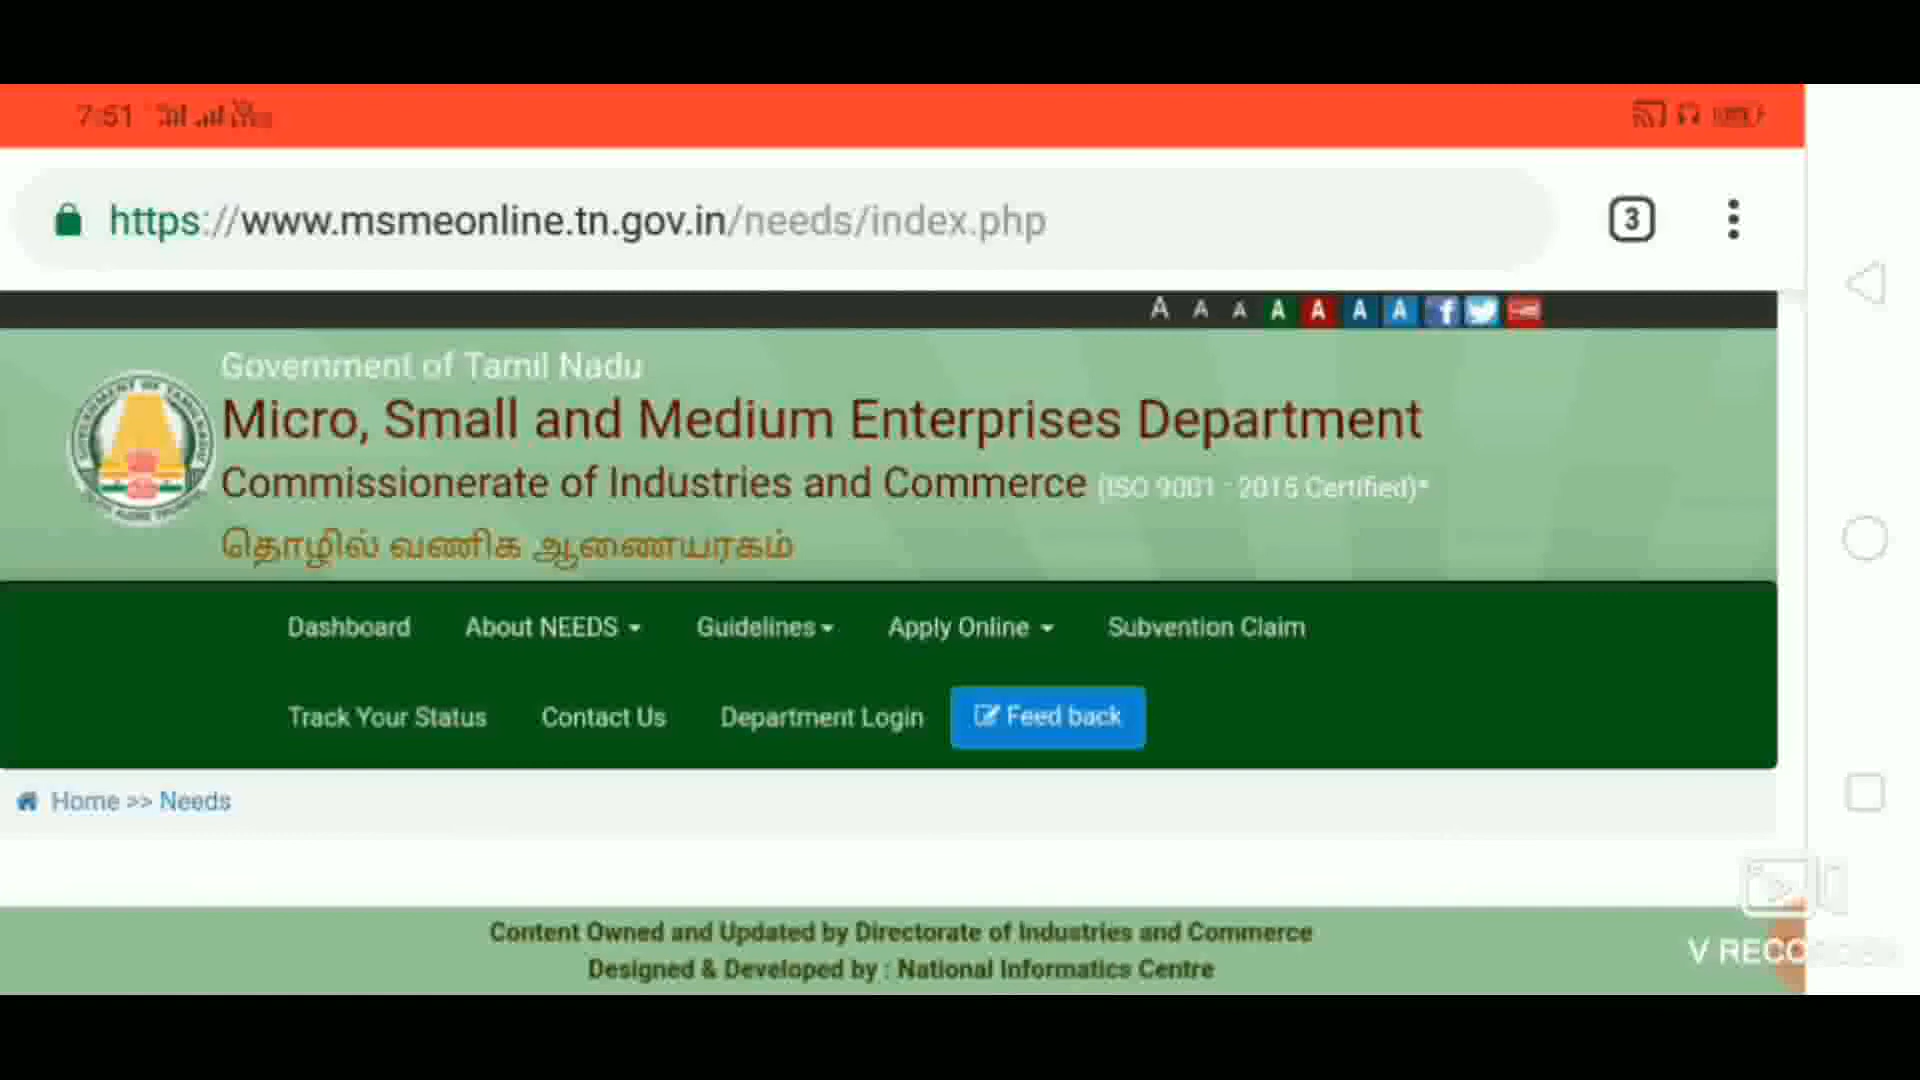 7:51
https://www.msmeonline.tn.gov.in/needs/index.php
3
A A A A A A A f
Government of Tamil Nadu
Micro, Small and Medium Enterprises Department
Commissionerate of Industries and Commerce (ISO 9001 : 2015 Certified)*
தொழில் வணிக ஆணையரகம்
Dashboard About NEEDS Guidelines Apply Online Subvention Claim
Track Your Status Contact Us Department Login Feed back
Home >> Needs
Content Owned and Updated by Directorate of Industries and Commerce
Designed & Developed by : National Informatics Centre
V RECORDER